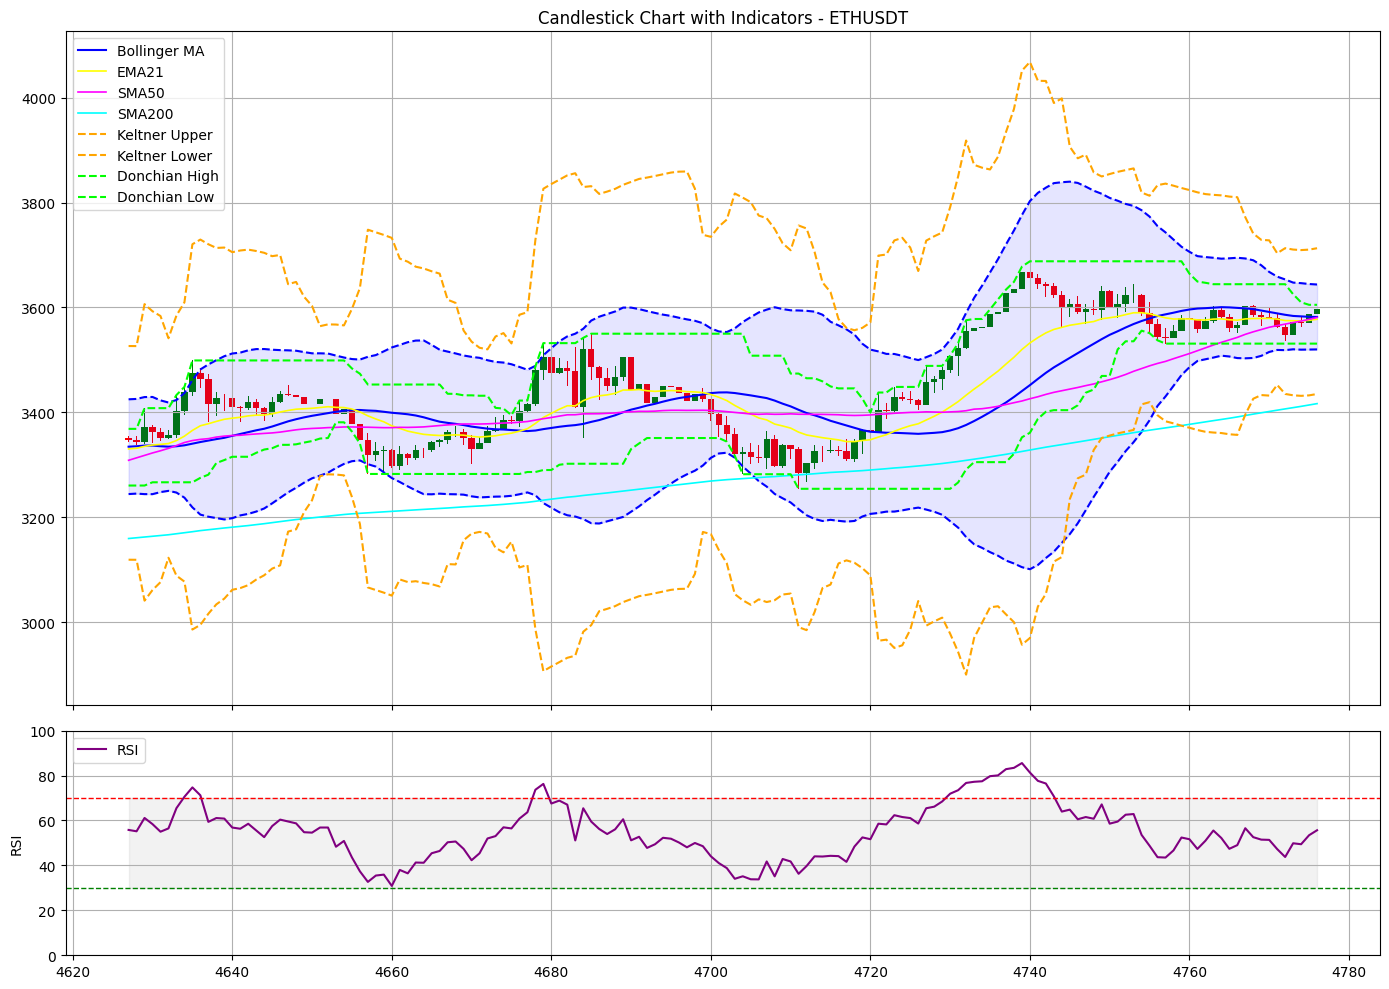 Candlestick Chart with Indicators - ETHUSDT
Bollinger MA
EMA21
SMA50
SMA200
Keltner Upper
Keltner Lower
Donchian High
Donchian Low
4000
3800
3600
3400
3200
3000
RSI
100
80
60
40
20
0
RSI
4620 4640 4660 4680 4700 4720 4740 4760 4780